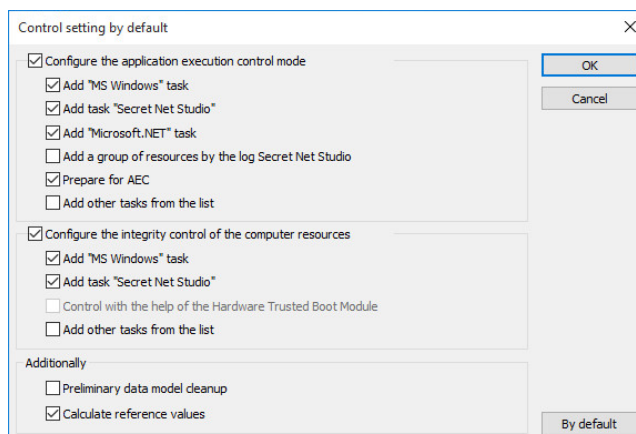 Control setting by default
Configure the application execution control mode
OK
Add "MS Windows" task
Cancel
Add task "Secret Net Studio"
Add "Microsoft.NET" task
Add a group of resources by the log Secret Net Studio
Prepare for AEC
Add other tasks from the list
Configure the integrity control of the computer resources
Add "MS Windows" task
Add task "Secret Net Studio"
Control with the help of the Hardware Trusted Boot Module
Add other tasks from the list
Additionally
Preliminary data model cleanup
Calculate reference values
By default